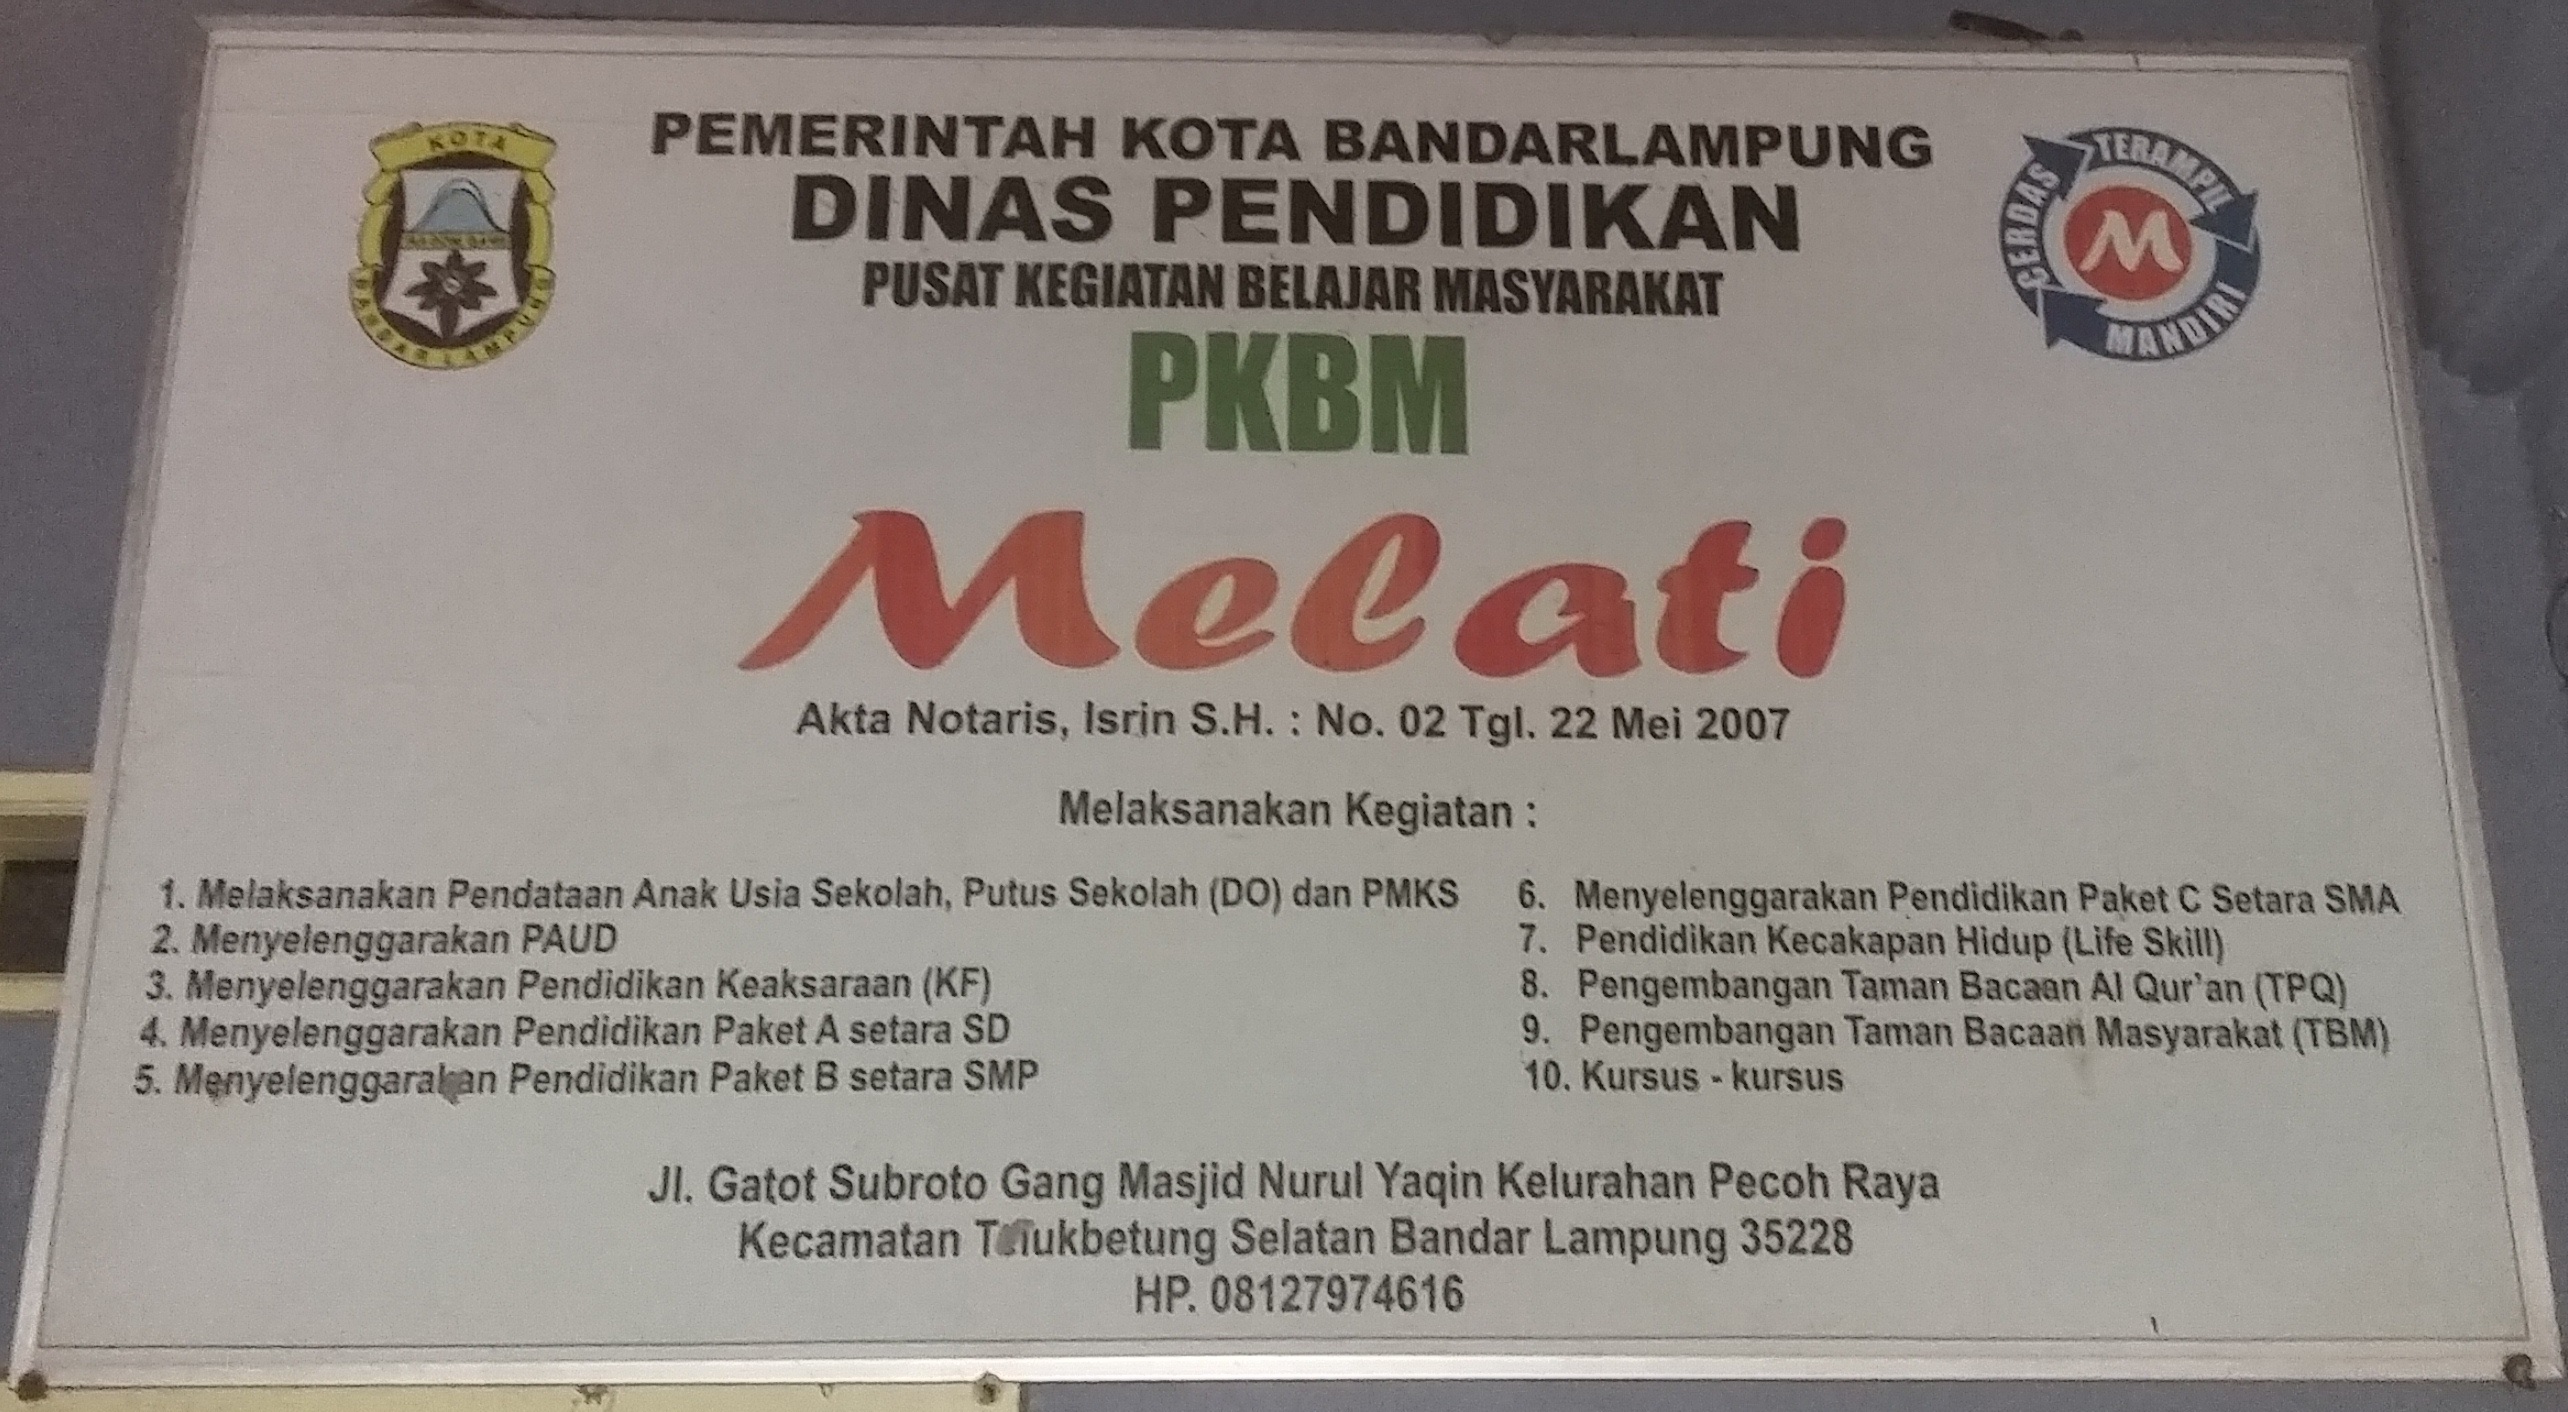 KOTA
BANDAR LAMPUNG
CERDAS
TERAMPIL
MANDIRI
M
PEMERINTAH KOTA BANDARLAMPUNG
DINAS PENDIDIKAN
PUSAT KEGIATAN BELAJAR MASYARAKAT
PKBM
Melati
Akta Notaris, Isrin S.H. : No. 02 Tgl. 22 Mei 2007
Melaksanakan Kegiatan :
1. Melaksanakan Pendataan Anak Usia Sekolah, Putus Sekolah (DO) dan PMKS
2. Menyelenggarakan PAUD
3. Menyelenggarakan Pendidikan Keaksaraan (KF)
4. Menyelenggarakan Pendidikan Paket A setara SD
5. Menyelenggarakan Pendidikan Paket B setara SMP
6. Menyelenggarakan Pendidikan Paket C Setara SMA
7. Pendidikan Kecakapan Hidup (Life Skill)
8. Pengembangan Taman Bacaan Al Qur'an (TPQ)
9. Pengembangan Taman Bacaan Masyarakat (TBM)
10. Kursus - kursus
Jl. Gatot Subroto Gang Masjid Nurul Yaqin Kelurahan Pecoh Raya
Kecamatan Telukbetung Selatan Bandar Lampung 35228
HP. 08127974616